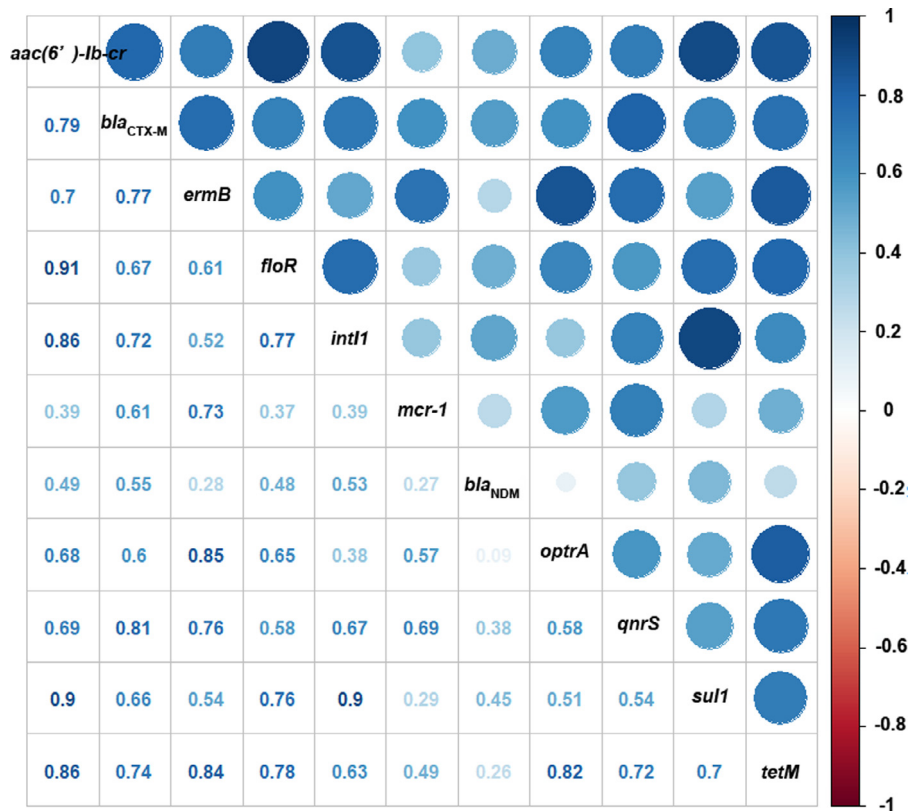 aac(6’ )-Ib-cr
0.79 bla CTX-M
0.7 0.77 ermB
0.91 0.67 0.61 floR
0.86 0.72 0.52 0.77 intI1
0.39 0.61 0.73 0.37 0.39 mcr-1
0.49 0.55 0.28 0.48 0.53 0.27 bla NDM
0.68 0.6 0.85 0.65 0.38 0.57 0.09 optrA
0.69 0.81 0.76 0.58 0.67 0.69 0.38 0.58 qnrS
0.9 0.66 0.54 0.76 0.9 0.29 0.45 0.51 0.54 sul1
0.86 0.74 0.84 0.78 0.63 0.49 0.26 0.82 0.72 0.7 tetM
1
0.8
0.6
0.4
0.2
0
-0.2
-0.4
-0.6
-0.8
-1